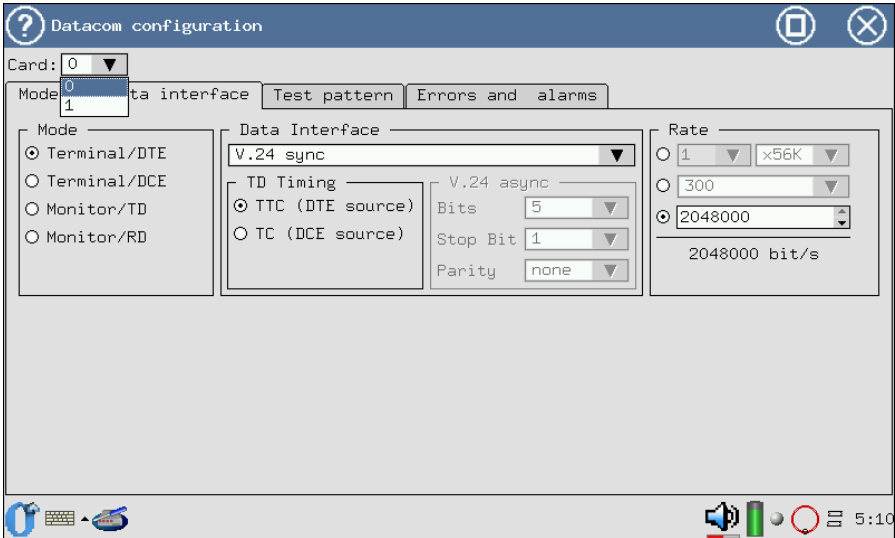 Datacom configuration
Card: 0
0
1
Mode ta interface
Test pattern
Errors and alarms
Mode
Terminal/DTE
Terminal/DCE
Monitor/TD
Monitor/RD
Data Interface
V.24 sync
TD Timing
TTC (DTE source)
TC (DCE source)
V.24 async
Bits 5
Stop Bit 1
Parity none
Rate
1 x56K
300
2048000
2048000 bit/s
5:10